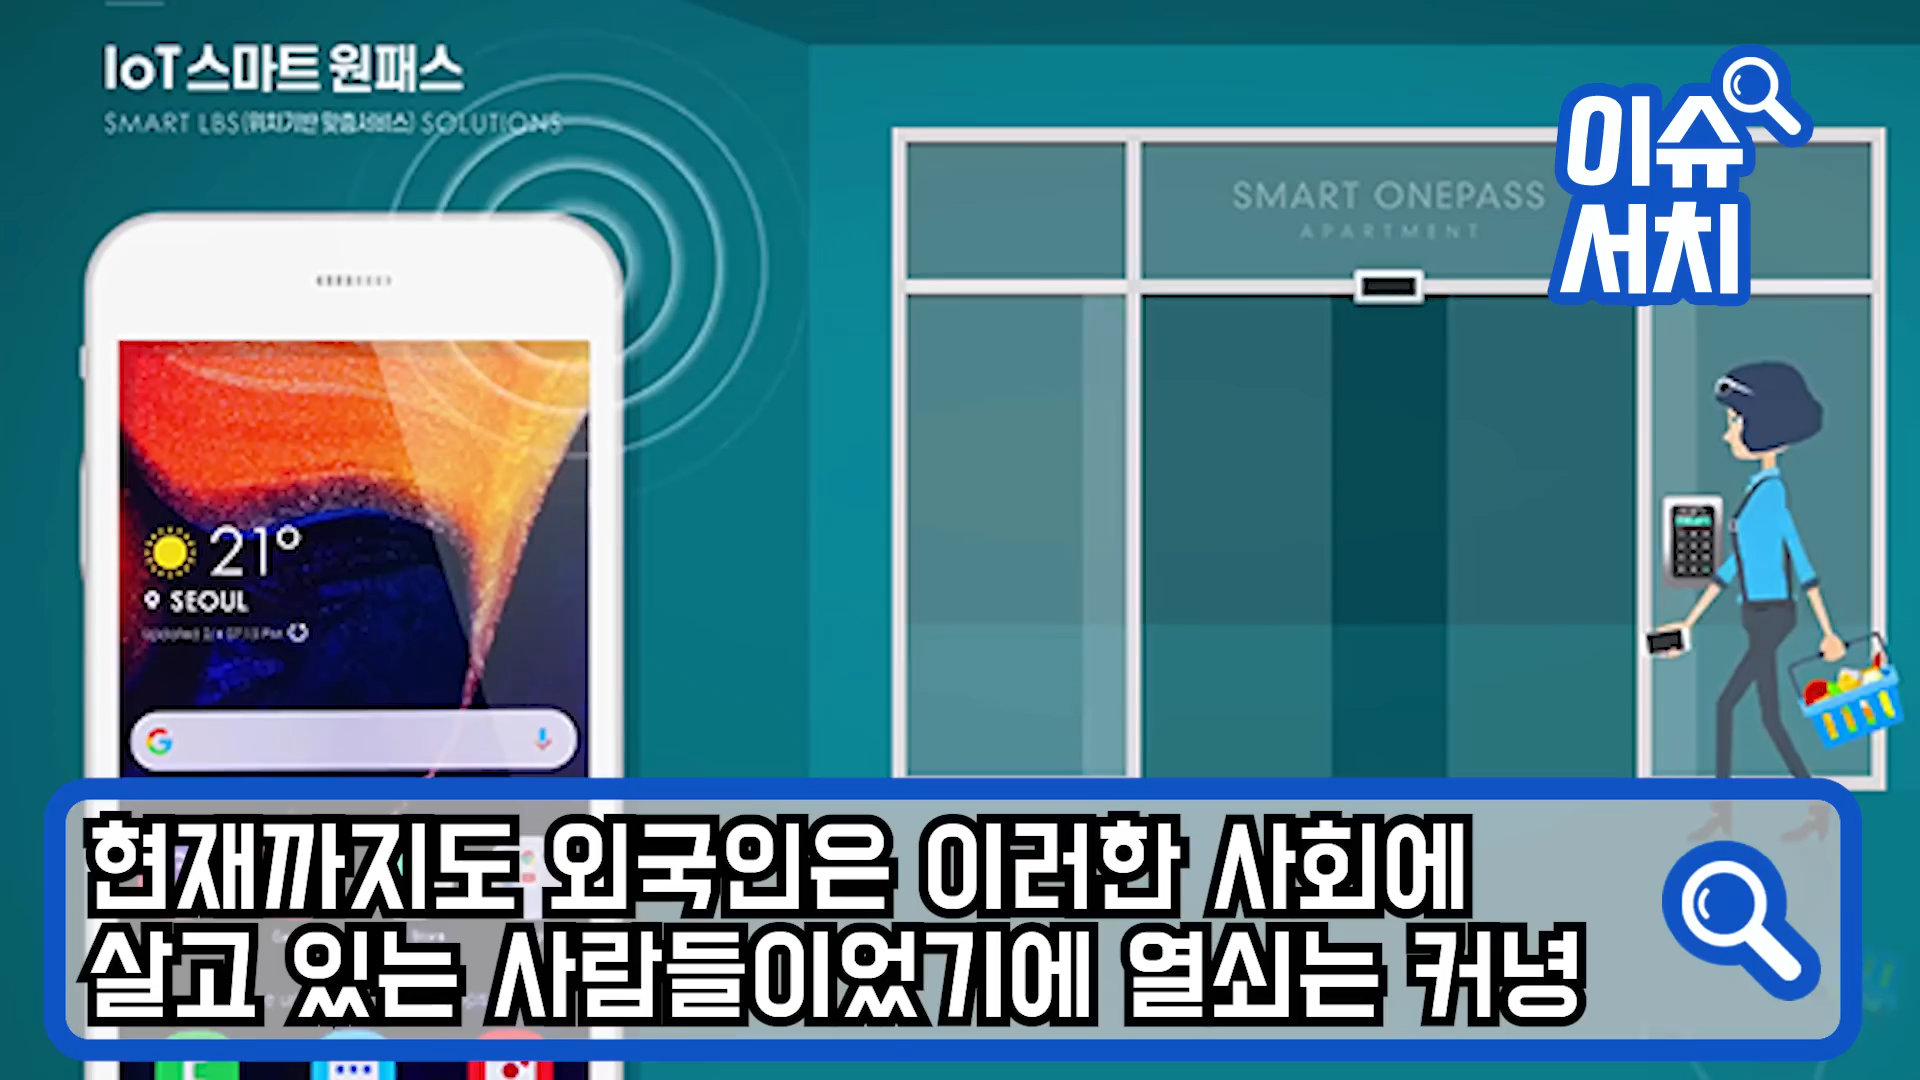 IoT 스마트 원패스
SMART LBS(위치기반 맞춤서비스) SOLUTIONS
이슈
서치
SMART ONEPASS
APARTMENT
21°
SEOUL
현재까지도 외국인은 이러한 사회에
살고 있는 사람들이었기에 열쇠는 커녕